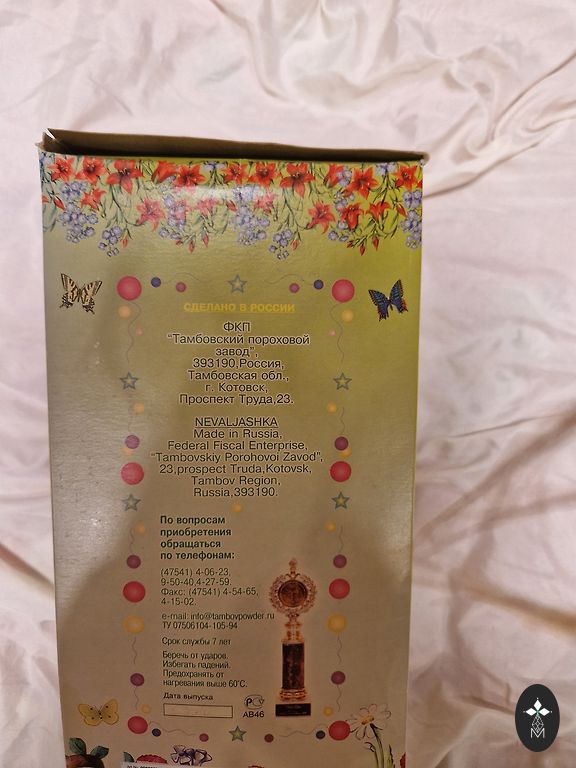 СДЕЛАНО В РОССИИ
ФКП
"Тамбовский пороховой
завод",
393190,Россия,
Тамбовская обл.,
г. Котовск,
Проспект Труда,23.
NEVALJASHKA
Made in Russia,
Federal Fiscal Enterprise,
"Tambovskiy Porohovoi Zavod",
23,prospect Truda,Kotovsk,
Tambov Region,
Russia,393190.
По вопросам
приобретения
обращаться
по телефонам:
(47541) 4-06-23,
9-50-40,4-27-59.
Факс: (47541) 4-54-65,
4-15-02.
e-mail: info@tambovpowder.ru
ТУ 07506104-105-94
Срок службы 7 лет
Беречь от ударов.
Избегать падений.
Предохранять от
нагревания выше 60°С.
Дата выпуска
АВ46